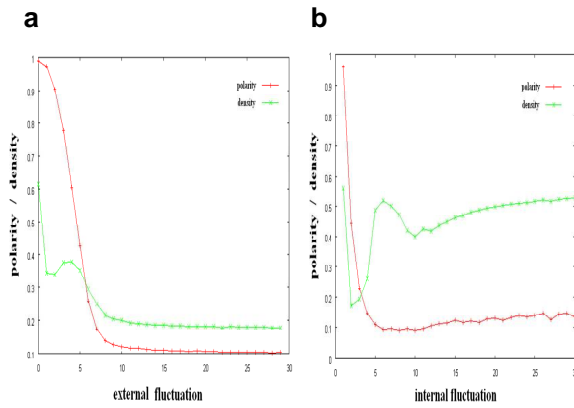 a
1
0.9
0.8
0.7
0.6
0.5
0.4
0.3
0.2
0.1
0 5 10 15 20 25 30
polarity / density
external fluctuation
polarity
density
b
1
0.9
0.8
0.7
0.6
0.5
0.4
0.3
0.2
0.1
0
0 5 10 15 20 25 30
polarity / density
internal fluctuation
polarity
density